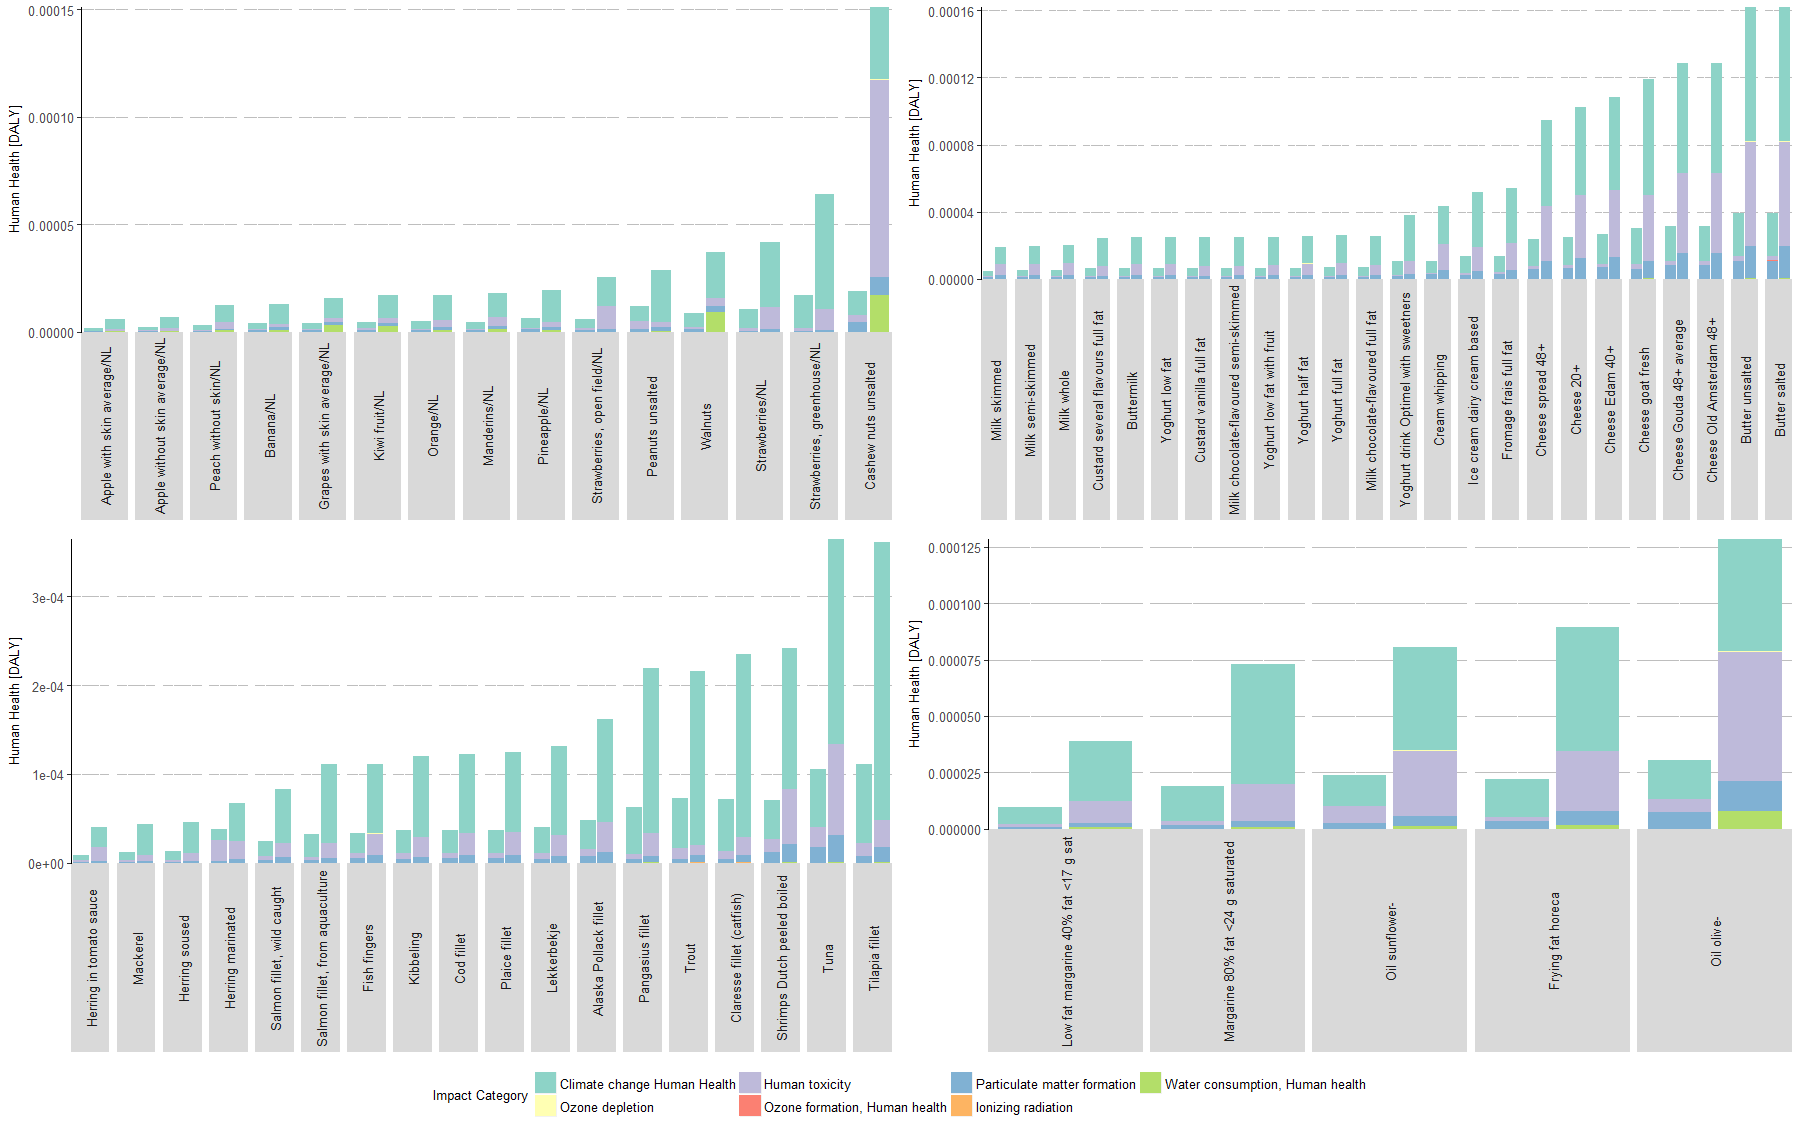 Human Health [DALY]
0.00015
0.00010
0.00005
0.00000
Apple with skin average/NL
Apple without skin average/NL
Peach without skin/NL
Banana/NL
Grapes with skin average/NL
Kiwi fruit/NL
Orange/NL
Manderins/NL
Pineapple/NL
Strawberries, open field/NL
Peanuts unsalted
Walnuts
Strawberries/NL
Strawberries, greenhouse/NL
Cashew nuts unsalted
Human Health [DALY]
0.00016
0.00012
0.00008
0.00004
0.00000
Milk skimmed
Milk semi-skimmed
Milk whole
Custard several flavours full fat
Buttermilk
Yoghurt low fat
Custard vanilla full fat
Milk chocolate-flavoured semi-skimmed
Yoghurt low fat with fruit
Yoghurt half fat
Yoghurt full fat
Milk chocolate-flavoured full fat
Yoghurt drink Optimel with sweetners
Cream whipping
Ice cream dairy cream based
Fromage frais full fat
Cheese spread 48+
Cheese 20+
Cheese Edam 40+
Cheese goat fresh
Cheese Gouda 48+ average
Cheese Old Amsterdam 48+
Butter unsalted
Butter salted
Human Health [DALY]
3e-04
2e-04
1e-04
0e+00
Herring in tomato sauce
Mackerel
Herring soused
Herring marinated
Salmon fillet, wild caught
Salmon fillet, from aquaculture
Fish fingers
Kibbeling
Cod fillet
Plaice fillet
Lekkerbekje
Alaska Pollack fillet
Pangasius fillet
Trout
Claresse fillet (catfish)
Shrimps Dutch peeled boiled
Tuna
Tilapia fillet
Human Health [DALY]
0.000125
0.000100
0.000075
0.000050
0.000025
0.000000
Low fat margarine 40% fat <17 g sat
Margarine 80% fat <24 g saturated
Oil sunflower-
Frying fat horeca
Oil olive-
Impact Category
Climate change Human Health
Human toxicity
Particulate matter formation
Water consumption, Human health
Ozone depletion
Ozone formation, Human health
Ionizing radiation